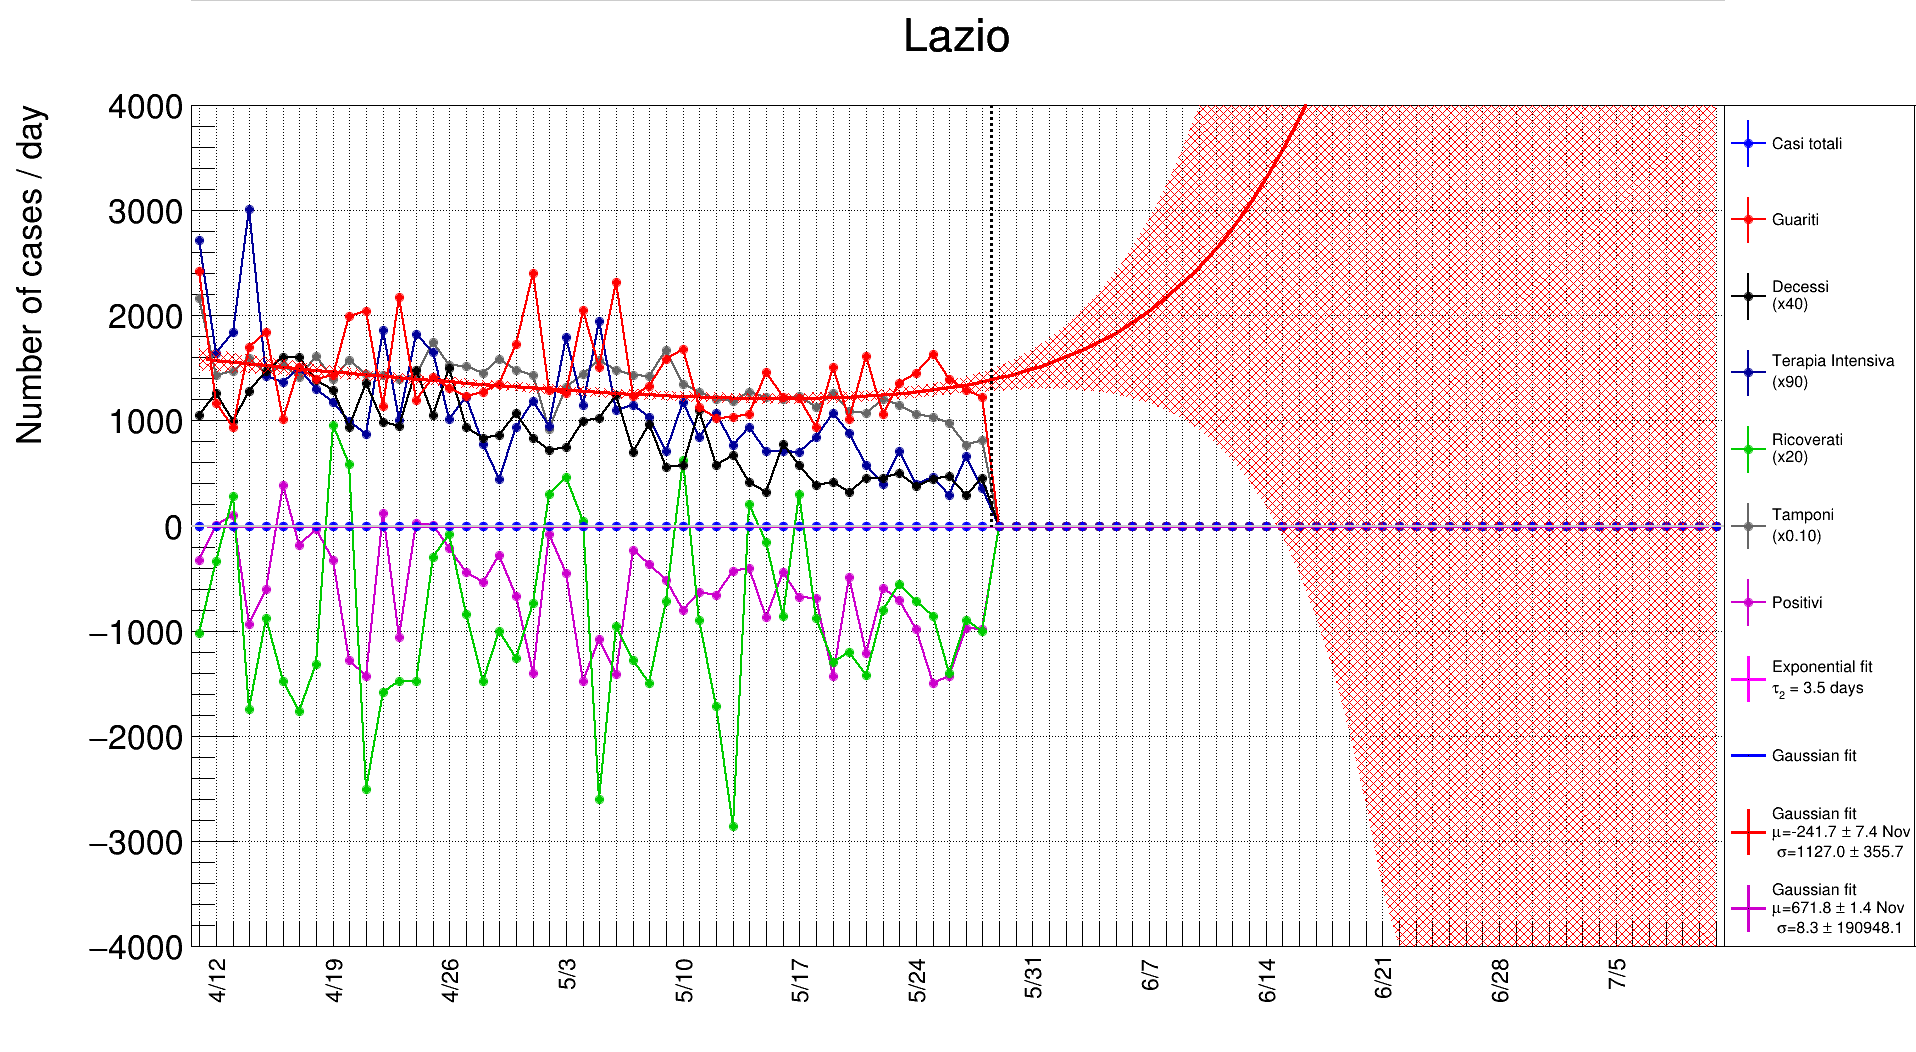 Lazio
Number of cases / day
4000
3000
2000
1000
0
−1000
−2000
−3000
−4000
4/12
4/19
4/26
5/3
5/10
5/17
5/24
5/31
6/7
6/14
6/21
6/28
7/5
Casi totali
Guariti
Decessi
(x40)
Terapia Intensiva
(x90)
Ricoverati
(x20)
Tamponi
(x0.10)
Positivi
Exponential fit
τ2 = 3.5 days
Gaussian fit
Gaussian fit
μ=-241.7 ± 7.4 Nov
σ=1127.0 ± 355.7
Gaussian fit
μ=671.8 ± 1.4 Nov
σ=8.3 ± 190948.1